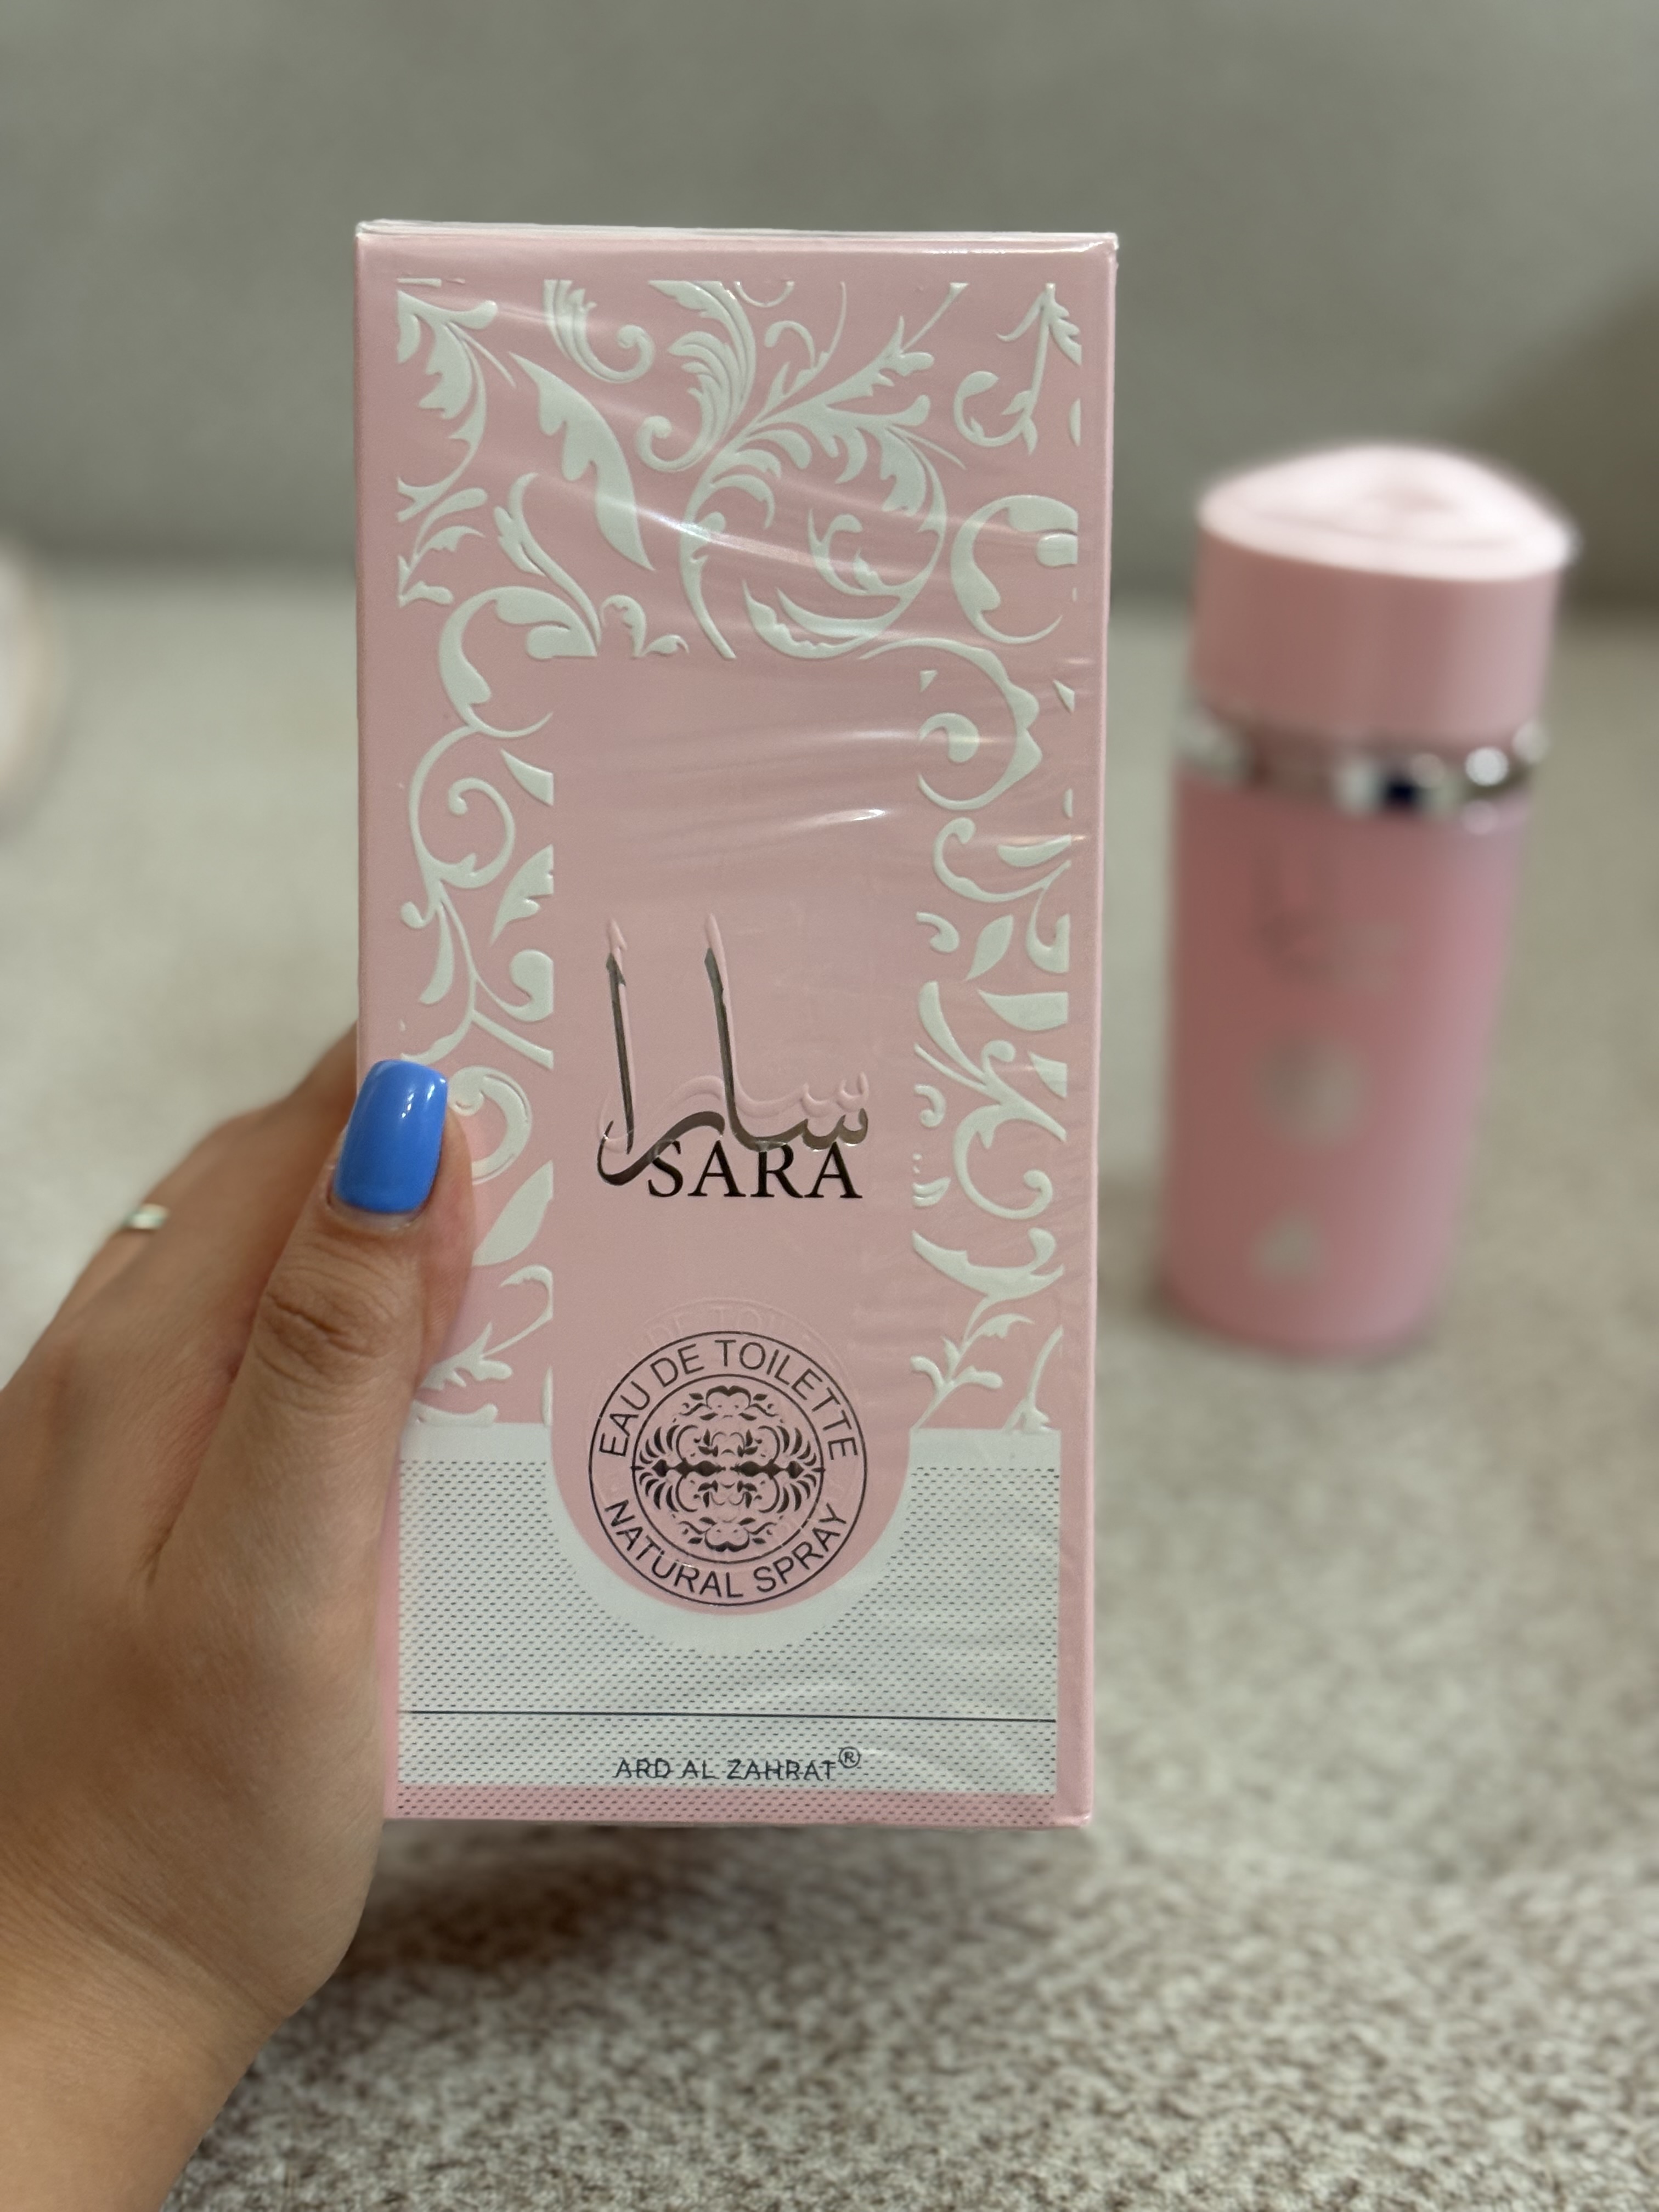 سارا
SARA
EAU DE TOILETTE
NATURAL SPRAY
ARD AL ZAHRAT®